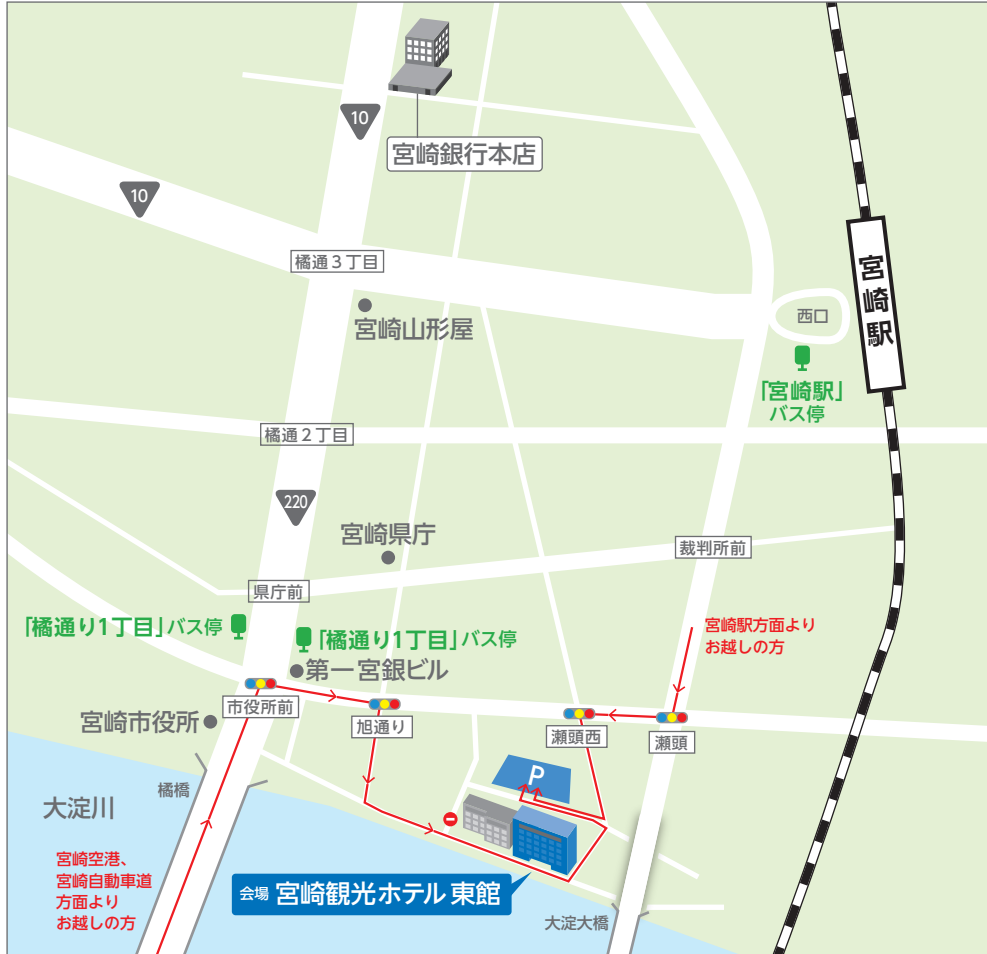 10
宮崎銀行本店
10
橘通3丁目
宮崎山形屋
西口
宮崎駅
「宮崎駅」
バス停
橘通2丁目
220
宮崎県庁
裁判所前
県庁前
「橘通り1丁目」バス停
「橘通り1丁目」バス停
宮崎駅方面より
お越しの方
第一宮銀ビル
市役所前
宮崎市役所
旭通り
瀬頭西
瀬頭
P
橘橋
大淀川
宮崎空港、
宮崎自動車道
方面より
お越しの方
会場 宮崎観光ホテル 東館
大淀大橋